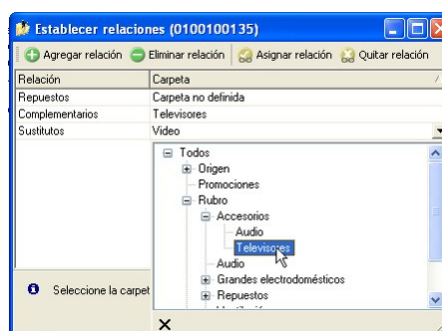 Establecer relaciones (0100100135)
Agregar relación Eliminar relación Asignar relación Quitar relación
Relación Carpeta
Repuestos Carpeta no definida
Complementarios Televisores
Sustitutos Video
Todos
Origen
Promociones
Rubro
Accesorios
Audio
Televisores
Audio
Grandes electrodomésticos
Repuestos
Seleccione la carpet